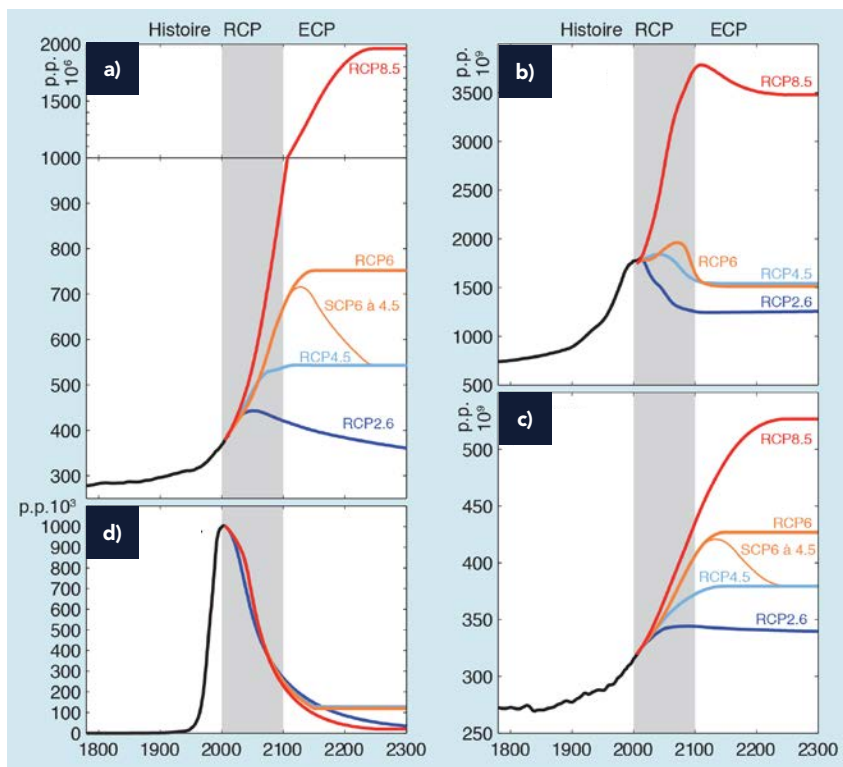 Histoire RCP ECP
p.p.
10⁶
a)
2000
1500
1000
900
800
700
600
500
400
300
RCP8.5
RCP6
SCP6 à 4.5
RCP4.5
RCP2.6
p.p.10³
d)
1000
900
800
700
600
500
400
300
200
100
0
1800 1900 2000 2100 2200 2300
Histoire RCP ECP
p.p.
10⁹
b)
3500
3000
2500
2000
1500
1000
500
RCP8.5
RCP6
RCP4.5
RCP2.6
p.p.
10⁹
c)
500
450
400
350
300
250
RCP8.5
RCP6
SCP6 à 4.5
RCP4.5
RCP2.6
1800 1900 2000 2100 2200 2300